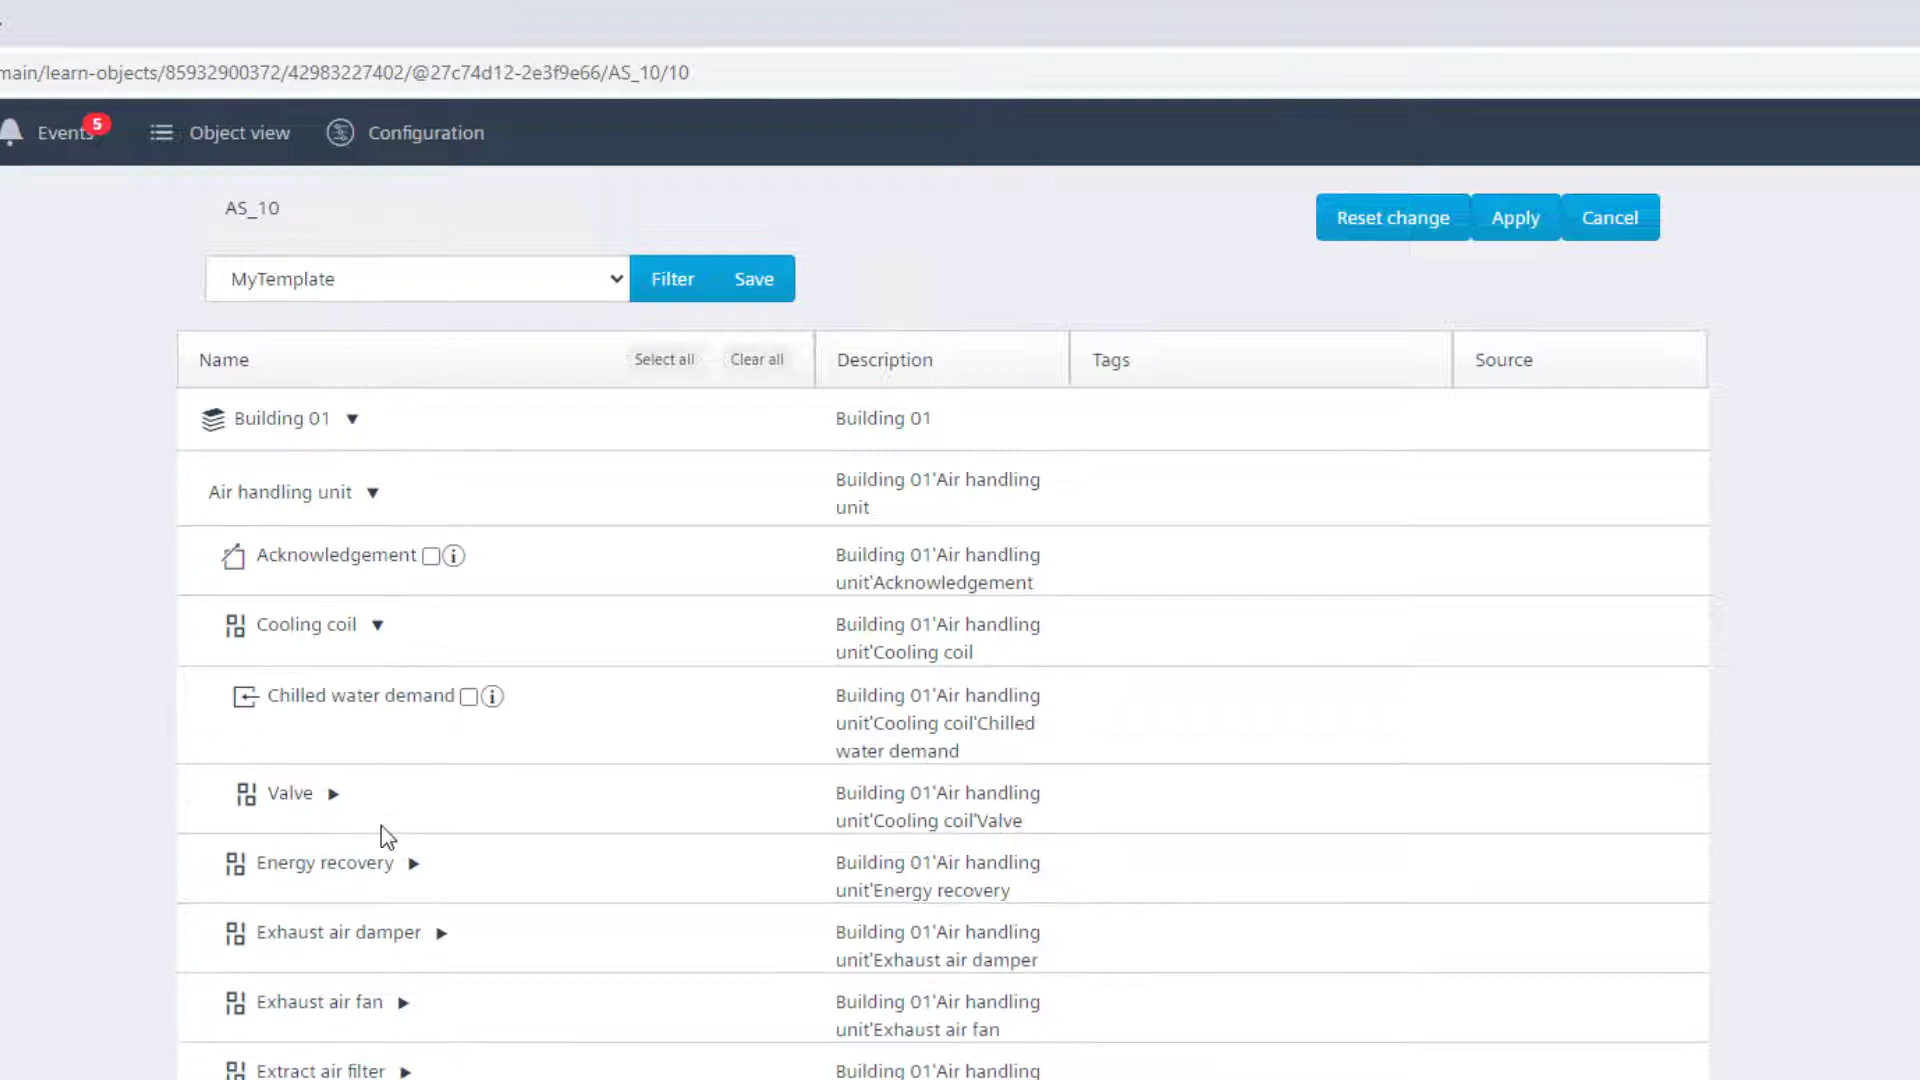 main/learn-objects/85932900372/42983227402/@27c74d12-2e3f9e66/AS_10/10
Events 5 Object view Configuration
AS_10
Reset change Apply Cancel
MyTemplate Filter Save
Name Select all Clear all Description Tags Source
Building 01 Building 01
Air handling unit
Building 01'Air handling
unit
Acknowledgement
Building 01'Air handling
unit'Acknowledgement
Cooling coil
Building 01'Air handling
unit'Cooling coil
Chilled water demand
Building 01'Air handling
unit'Cooling coil'Chilled
water demand
Valve
Building 01'Air handling
unit'Cooling coil'Valve
Energy recovery
Building 01'Air handling
unit'Energy recovery
Exhaust air damper
Building 01'Air handling
unit'Exhaust air damper
Exhaust air fan
Building 01'Air handling
unit'Exhaust air fan
Extract air filter
Building 01'Air handling